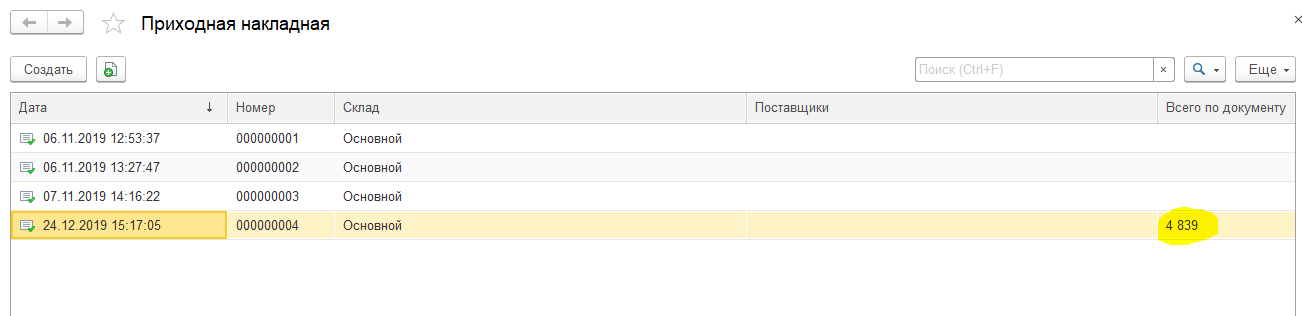 Приходная накладная
Создать Поиск (Ctrl+F) Еще
Дата Номер Склад Поставщики Всего по документу
06.11.2019 12:53:37 000000001 Основной
06.11.2019 13:27:47 000000002 Основной
07.11.2019 14:16:22 000000003 Основной
24.12.2019 15:17:05 000000004 Основной 4 839